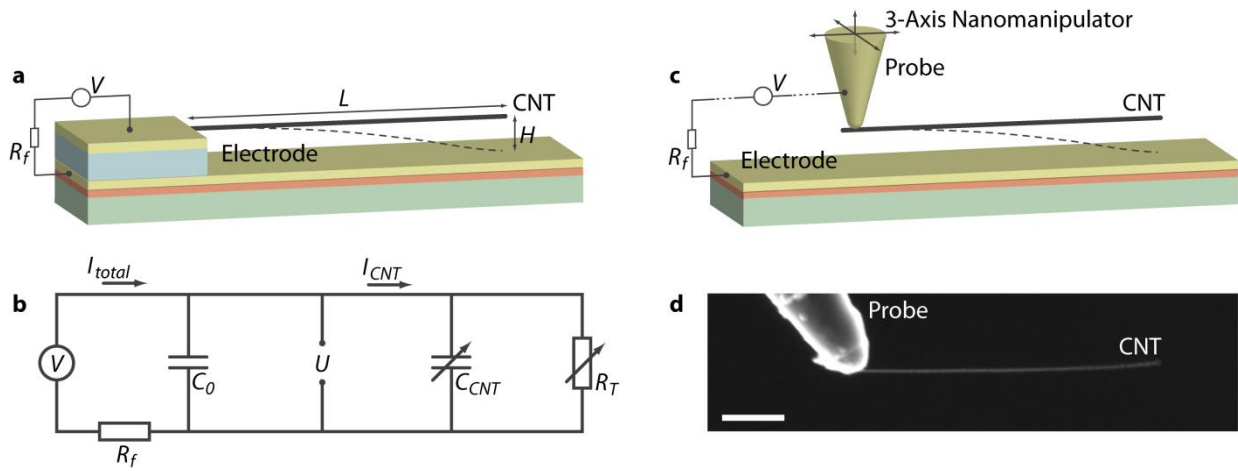 a
V
L
CNT
H
R_f
Electrode
c
3-Axis Nanomanipulator
Probe
V
CNT
R_f
Electrode
b
I_total
I_CNT
V
C_0
U
C_CNT
R_T
R_f
d
Probe
CNT